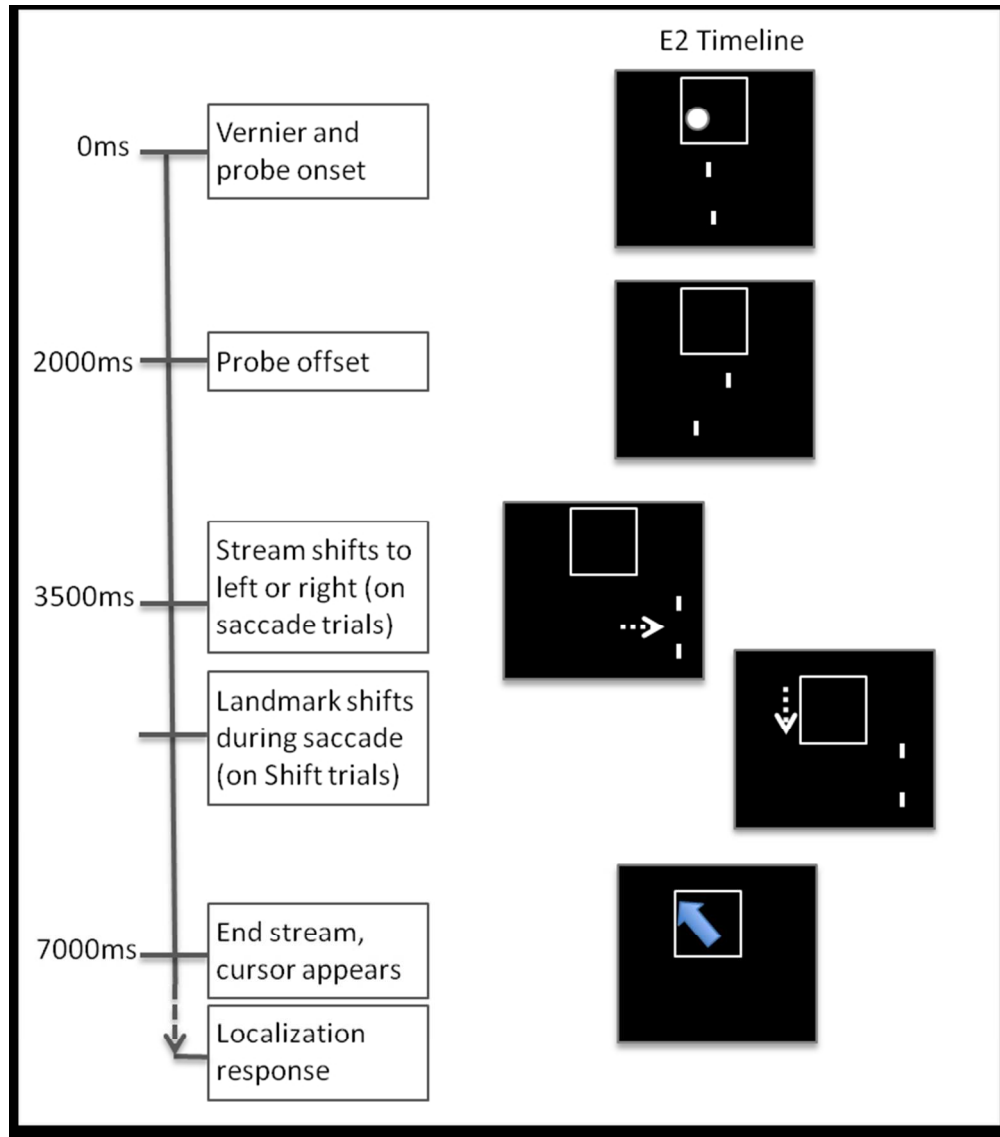 E2 Timeline
0ms
Vernier and
probe onset
2000ms
Probe offset
3500ms
Stream shifts to
left or right (on
saccade trials)
Landmark shifts
during saccade
(on Shift trials)
7000ms
End stream,
cursor appears
Localization
response